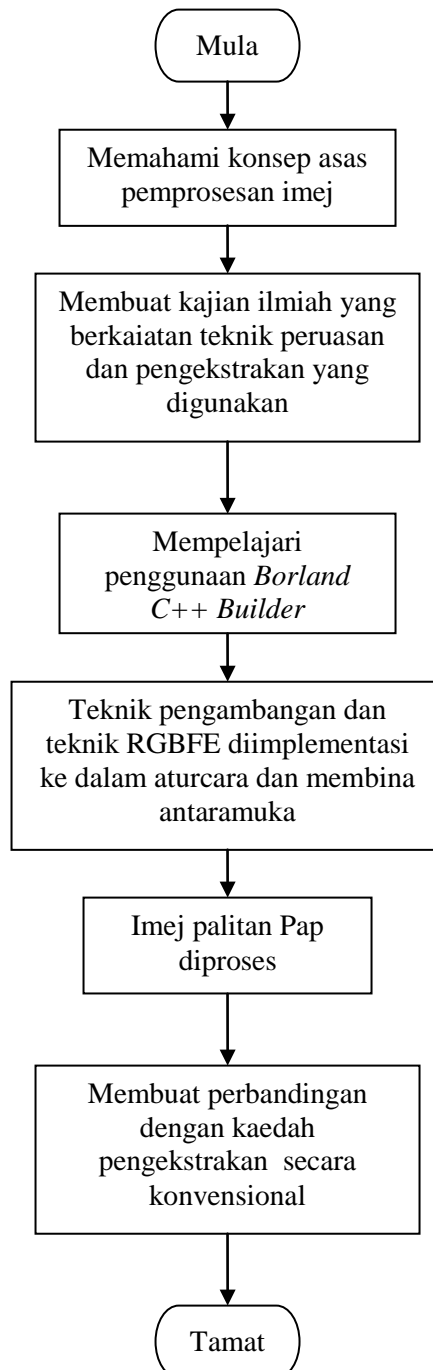 Mula
Memahami konsep asas
pemprosesan imej
Membuat kajian ilmiah yang
berkaiatan teknik peruasan
dan pengekstrakan yang
digunakan
Mempelajari
penggunaan Borland
C++ Builder
Teknik pengambangan dan
teknik RGBFE diimplementasi
ke dalam aturcara dan membina
antaramuka
Imej palitan Pap
diproses
Membuat perbandingan
dengan kaedah
pengekstrakan secara
konvensional
Tamat